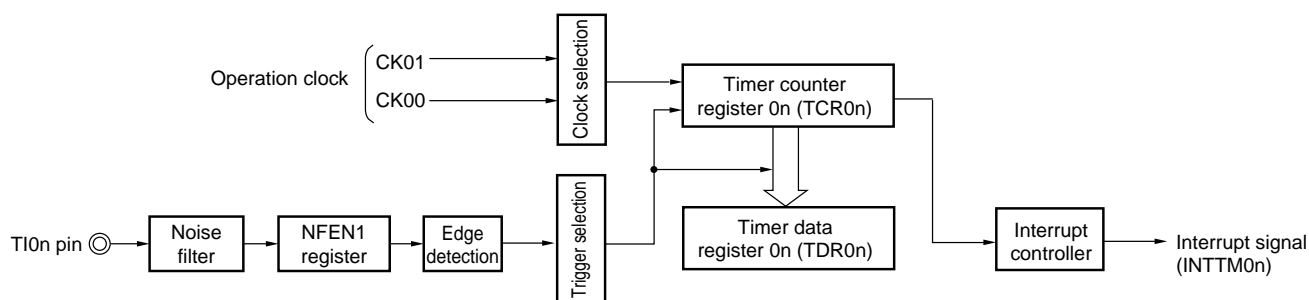 Operation clock
CK01
CK00
Clock selection
Timer counter
register 0n (TCR0n)
TI0n pin
Noise
filter
NFEN1
register
Edge
detection
Trigger selection
Timer data
register 0n (TDR0n)
Interrupt
controller
Interrupt signal
(INTTM0n)